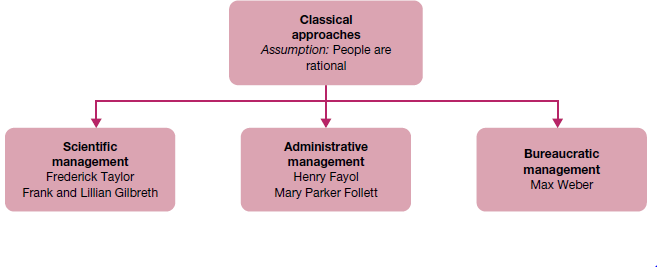 Classical
approaches
Assumption: People are
rational
Scientific
management
Frederick Taylor
Frank and Lillian Gilbreth
Administrative
management
Henry Fayol
Mary Parker Follett
Bureaucratic
management
Max Weber